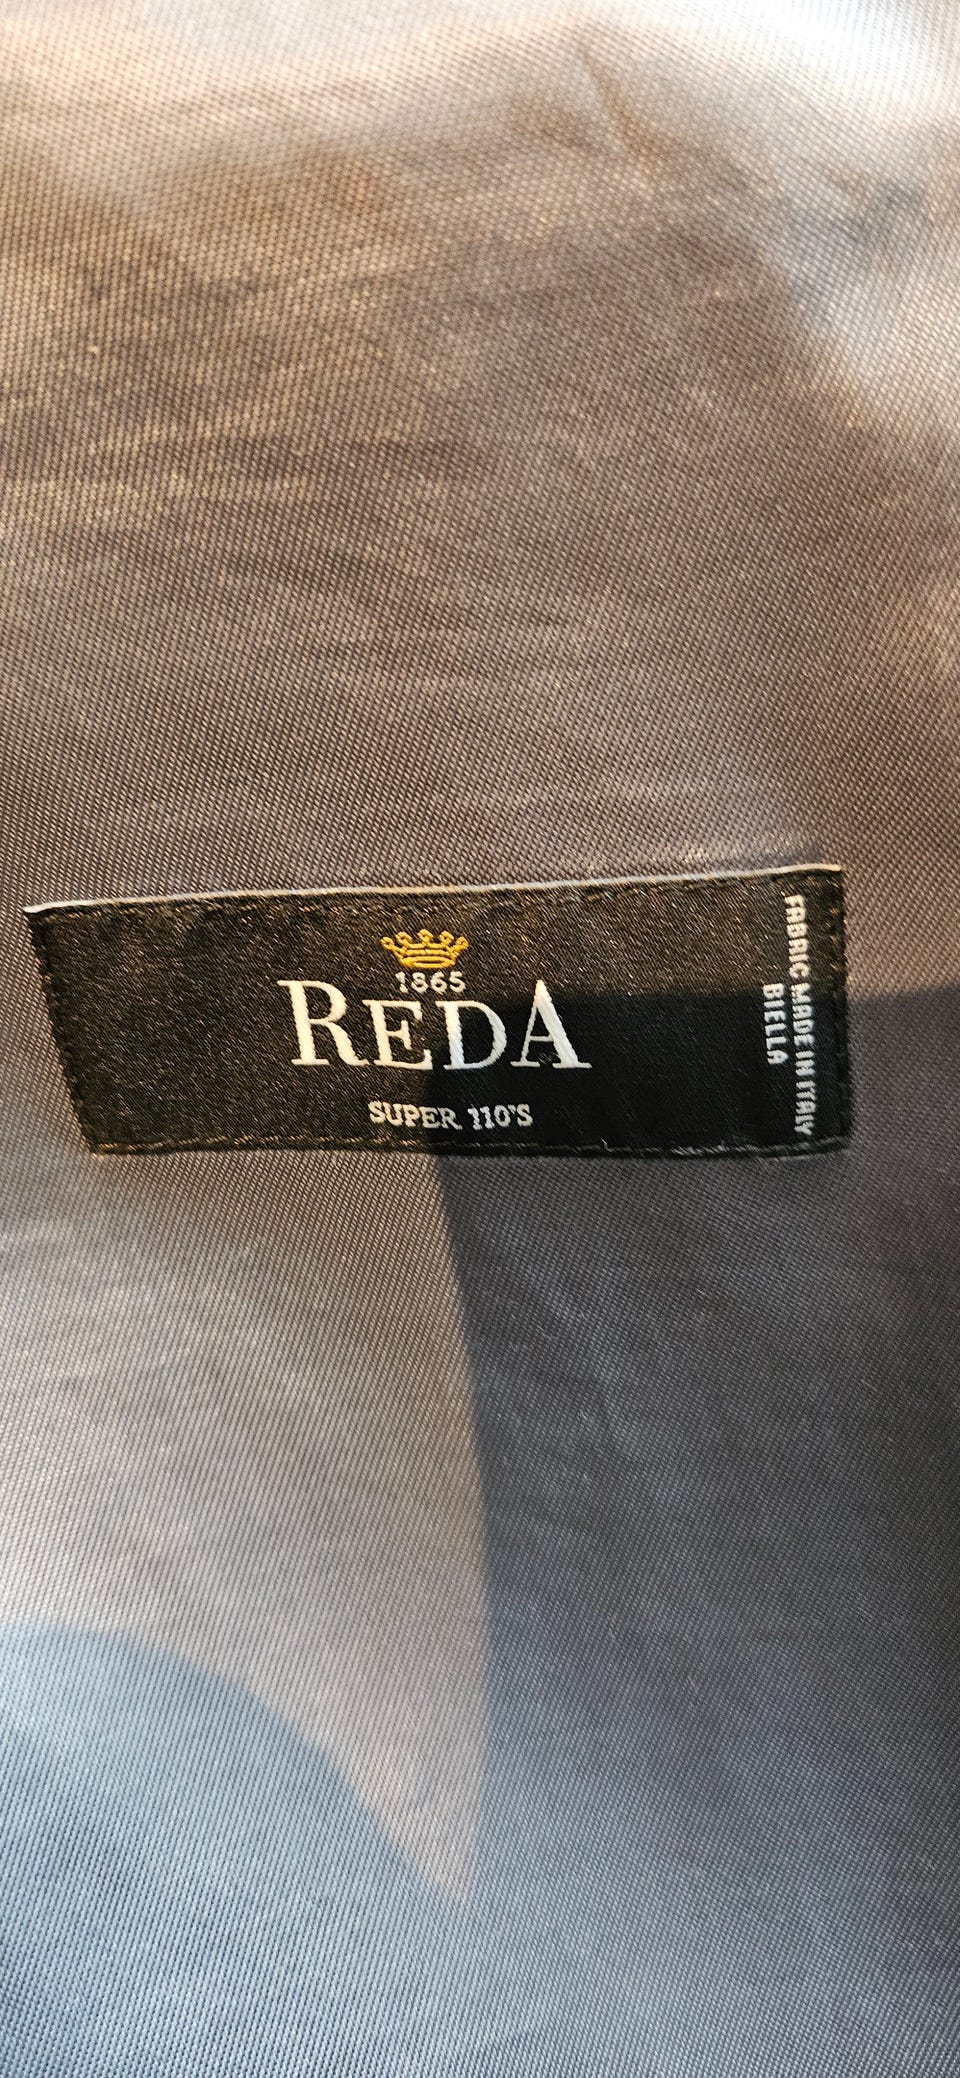 1865
REDA
SUPER 110'S
FABRIC MADE IN ITALY
BIELLA